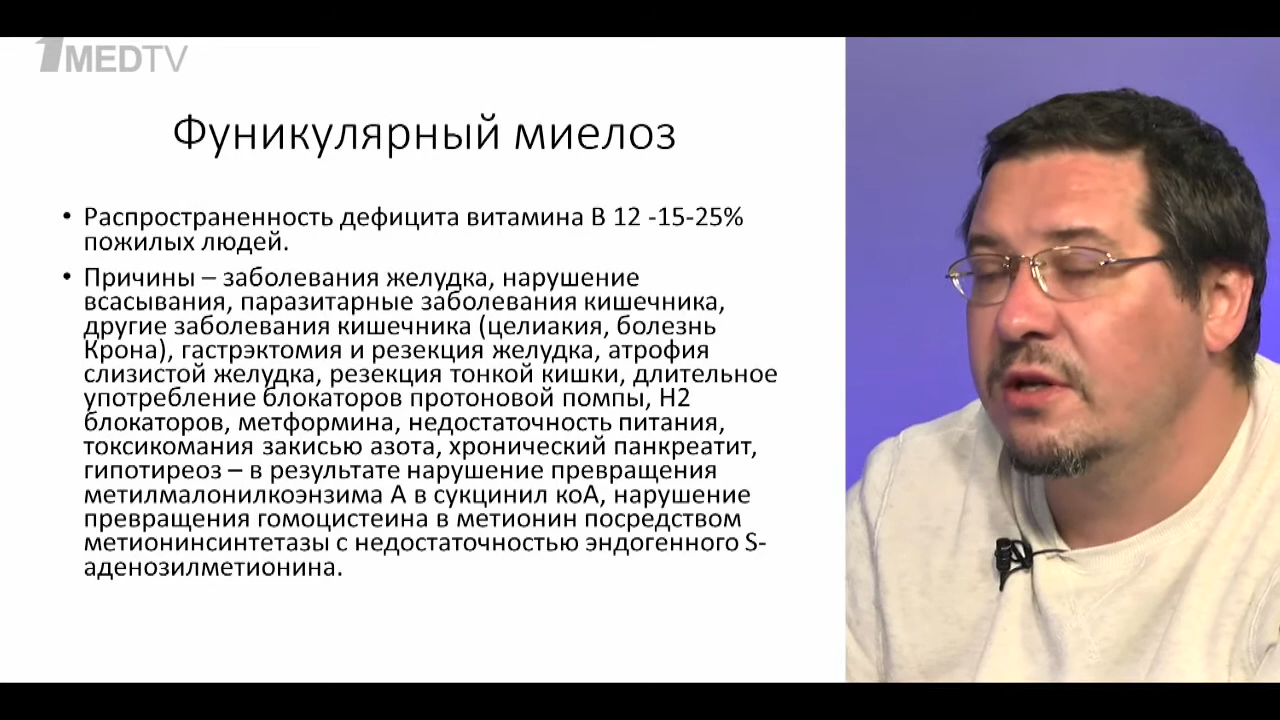 1MEDTV
Фуникулярный миелоз
• Распространенность дефицита витамина В 12 -15-25%
пожилых людей.
• Причины – заболевания желудка, нарушение
всасывания, паразитарные заболевания кишечника,
другие заболевания кишечника (целиакия, болезнь
Крона), гастрэктомия и резекция желудка, атрофия
слизистой желудка, резекция тонкой кишки, длительное
употребление блокаторов протоновой помпы, Н2
блокаторов, метформина, недостаточность питания,
токсикомания закисью азота, хронический панкреатит,
гипотиреоз – в результате нарушение превращения
метилмалонилкоэнзима А в сукцинил коА, нарушение
превращения гомоцистеина в метионин посредством
метионинсинтетазы с недостаточностью эндогенного S-
аденозилметионина.